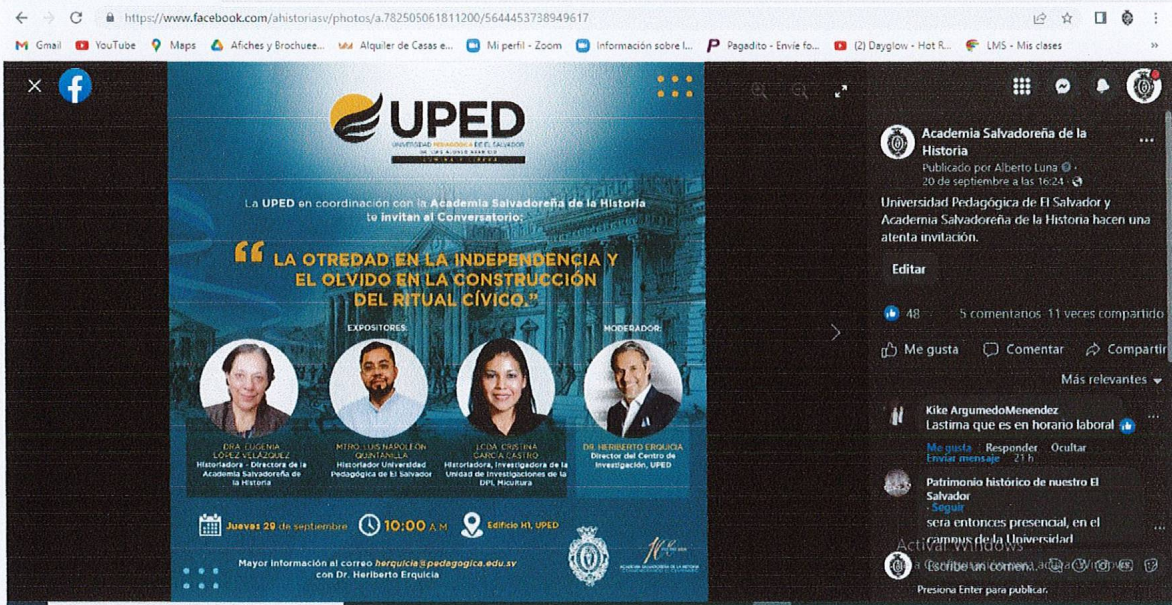 https://www.facebook.com/ahistoriasv/photos/a.782505061811200/5644453738949617
Gmail YouTube Maps Afiches y Brochuee... Alquiler de Casas e... Mi perfil - Zoom Información sobre l... Pagadito - Envíe fo... (2) Dayglow - Hot R... LMS - Mis clases »
UPED
UNIVERSIDAD PEDAGÓGICA DE EL SALVADOR
La UPED en coordinación con la Academia Salvadoreña de la Historia
te invitan al Conversatorio:
“ LA OTREDAD EN LA INDEPENDENCIA Y
EL OLVIDO EN LA CONSTRUCCIÓN
DEL RITUAL CÍVICO.”
EXPOSITORES:
MODERADOR:
DRA. EUGENIA
LÓPEZ VELÁZQUEZ
Historiadora - Directora de la
Academia Salvadoreña de
la Historia
MTRO. LUIS NAPOLEÓN
QUINTANILLA
Historiador Universidad
Pedagógica de El Salvador
LCDA. CRISTINA
GARCÍA CASTRO
Historiadora, Investigadora de la
Unidad de Investigaciones de la
DPI, Micultura
DR. HERIBERTO ERQUICIA
Director del Centro de
Investigación, UPED
Jueves 29 de septiembre
10:00 A.M
Edificio H1, UPED
Mayor información al correo herquicia@pedagogica.edu.sv
con Dr. Heriberto Erquicia
ACADEMIA SALVADOREÑA DE LA HISTORIA
Academia Salvadoreña de la
Historia
Publicado por Alberto Luna
20 de septiembre a las 16:24
Universidad Pedagógica de El Salvador y
Academia Salvadoreña de la Historia hacen una
atenta invitación.
Editar
48
5 comentarios 11 veces compartido
Me gusta Comentar Compartir
Más relevantes
Kike ArgumedoMenendez
Lastima que es en horario laboral
Me gusta Responder Ocultar
Enviar mensaje 21 h
Patrimonio histórico de nuestro El
Salvador
· Seguir
sera entonces presencial, en el
campus de la Universidad
Activar Windows
Presiona Enter para publicar.